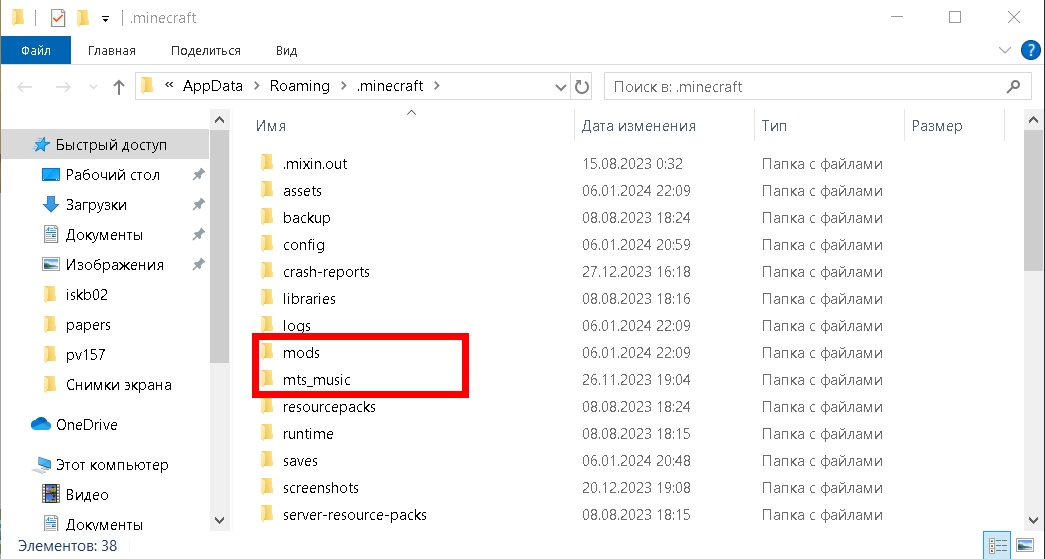 .minecraft
Файл Главная Поделиться Вид
« AppData Roaming .minecraft Поиск в: .minecraft
Имя Дата изменения Тип Размер
Быстрый доступ
Рабочий стол
Загрузки
Документы
Изображения
iskb02
papers
pv157
Снимки экрана
OneDrive
Этот компьютер
Видео
Документы
.mixin.out 15.08.2023 0:32 Папка с файлами
assets 06.01.2024 22:09 Папка с файлами
backup 08.08.2023 18:24 Папка с файлами
config 06.01.2024 20:59 Папка с файлами
crash-reports 27.12.2023 16:18 Папка с файлами
libraries 08.08.2023 18:16 Папка с файлами
logs 06.01.2024 22:09 Папка с файлами
mods 06.01.2024 22:09 Папка с файлами
mts_music 26.11.2023 19:04 Папка с файлами
resourcepacks 08.08.2023 18:24 Папка с файлами
runtime 08.08.2023 18:15 Папка с файлами
saves 06.01.2024 20:48 Папка с файлами
screenshots 20.12.2023 19:08 Папка с файлами
server-resource-packs 08.08.2023 18:15 Папка с файлами
Элементов: 38